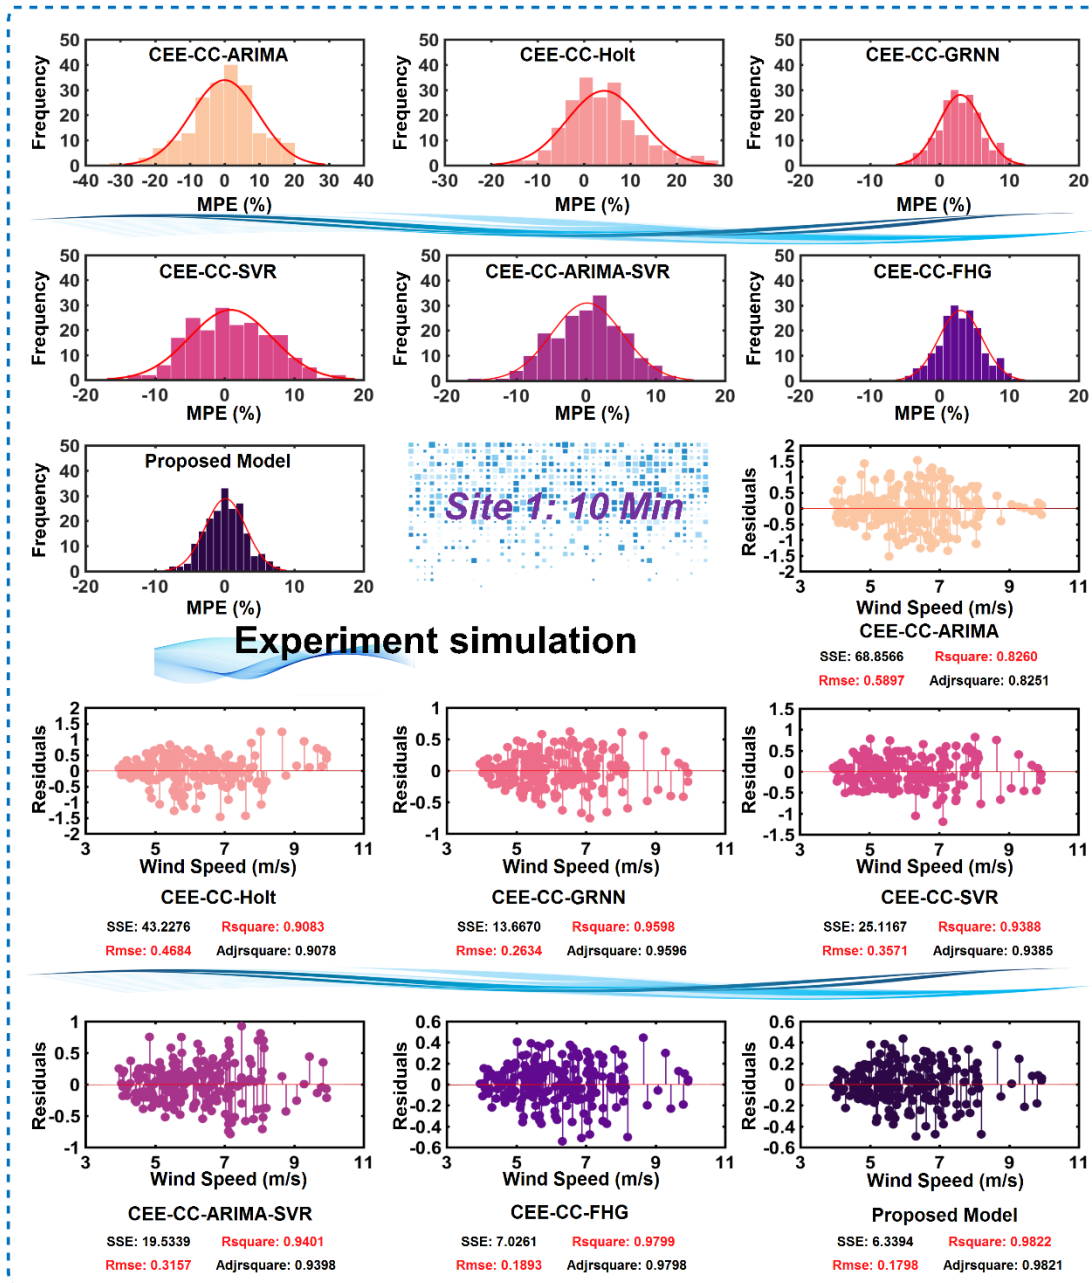 CEE-CC-ARIMA
Frequency
50
40
30
20
10
0
-40 -30 -20 -10 0 10 20 30 40
MPE (%)
CEE-CC-Holt
Frequency
50
40
30
20
10
0
-30 -20 -10 0 10 20 30
MPE (%)
CEE-CC-GRNN
Frequency
50
40
30
20
10
0
-20 -10 0 10 20
MPE (%)
CEE-CC-SVR
Frequency
50
40
30
20
10
0
-20 -10 0 10 20
MPE (%)
CEE-CC-ARIMA-SVR
Frequency
50
40
30
20
10
0
-20 -10 0 10 20
MPE (%)
CEE-CC-FHG
Frequency
50
40
30
20
10
0
-20 -10 0 10 20
MPE (%)
Proposed Model
Frequency
50
40
30
20
10
0
-20 -10 0 10 20
MPE (%)
Site 1: 10 Min
Residuals
2
1.5
1
0.5
0
-0.5
-1
-1.5
-2
3 5 7 9 11
Wind Speed (m/s)
CEE-CC-ARIMA
SSE: 68.8566 Rsquare: 0.8260
Rmse: 0.5897 Adjrsquare: 0.8251
Experiment simulation
Residuals
2
1.5
1
0.5
0
-0.5
-1
-1.5
-2
3 5 7 9 11
Wind Speed (m/s)
CEE-CC-Holt
SSE: 43.2276 Rsquare: 0.9083
Rmse: 0.4684 Adjrsquare: 0.9078
Residuals
1
0.5
0
-0.5
-1
3 5 7 9 11
Wind Speed (m/s)
CEE-CC-GRNN
SSE: 13.6670 Rsquare: 0.9598
Rmse: 0.2634 Adjrsquare: 0.9596
Residuals
1.5
1
0.5
0
-0.5
-1
-1.5
3 5 7 9 11
Wind Speed (m/s)
CEE-CC-SVR
SSE: 25.1167 Rsquare: 0.9388
Rmse: 0.3571 Adjrsquare: 0.9385
Residuals
1
0.5
0
-0.5
-1
3 5 7 9 11
Wind Speed (m/s)
CEE-CC-ARIMA-SVR
SSE: 19.5339 Rsquare: 0.9401
Rmse: 0.3157 Adjrsquare: 0.9398
Residuals
0.6
0.4
0.2
0
-0.2
-0.4
-0.6
3 5 7 9 11
Wind Speed (m/s)
CEE-CC-FHG
SSE: 7.0261 Rsquare: 0.9799
Rmse: 0.1893 Adjrsquare: 0.9798
Residuals
0.6
0.4
0.2
0
-0.2
-0.4
-0.6
3 5 7 9 11
Wind Speed (m/s)
Proposed Model
SSE: 6.3394 Rsquare: 0.9822
Rmse: 0.1798 Adjrsquare: 0.9821